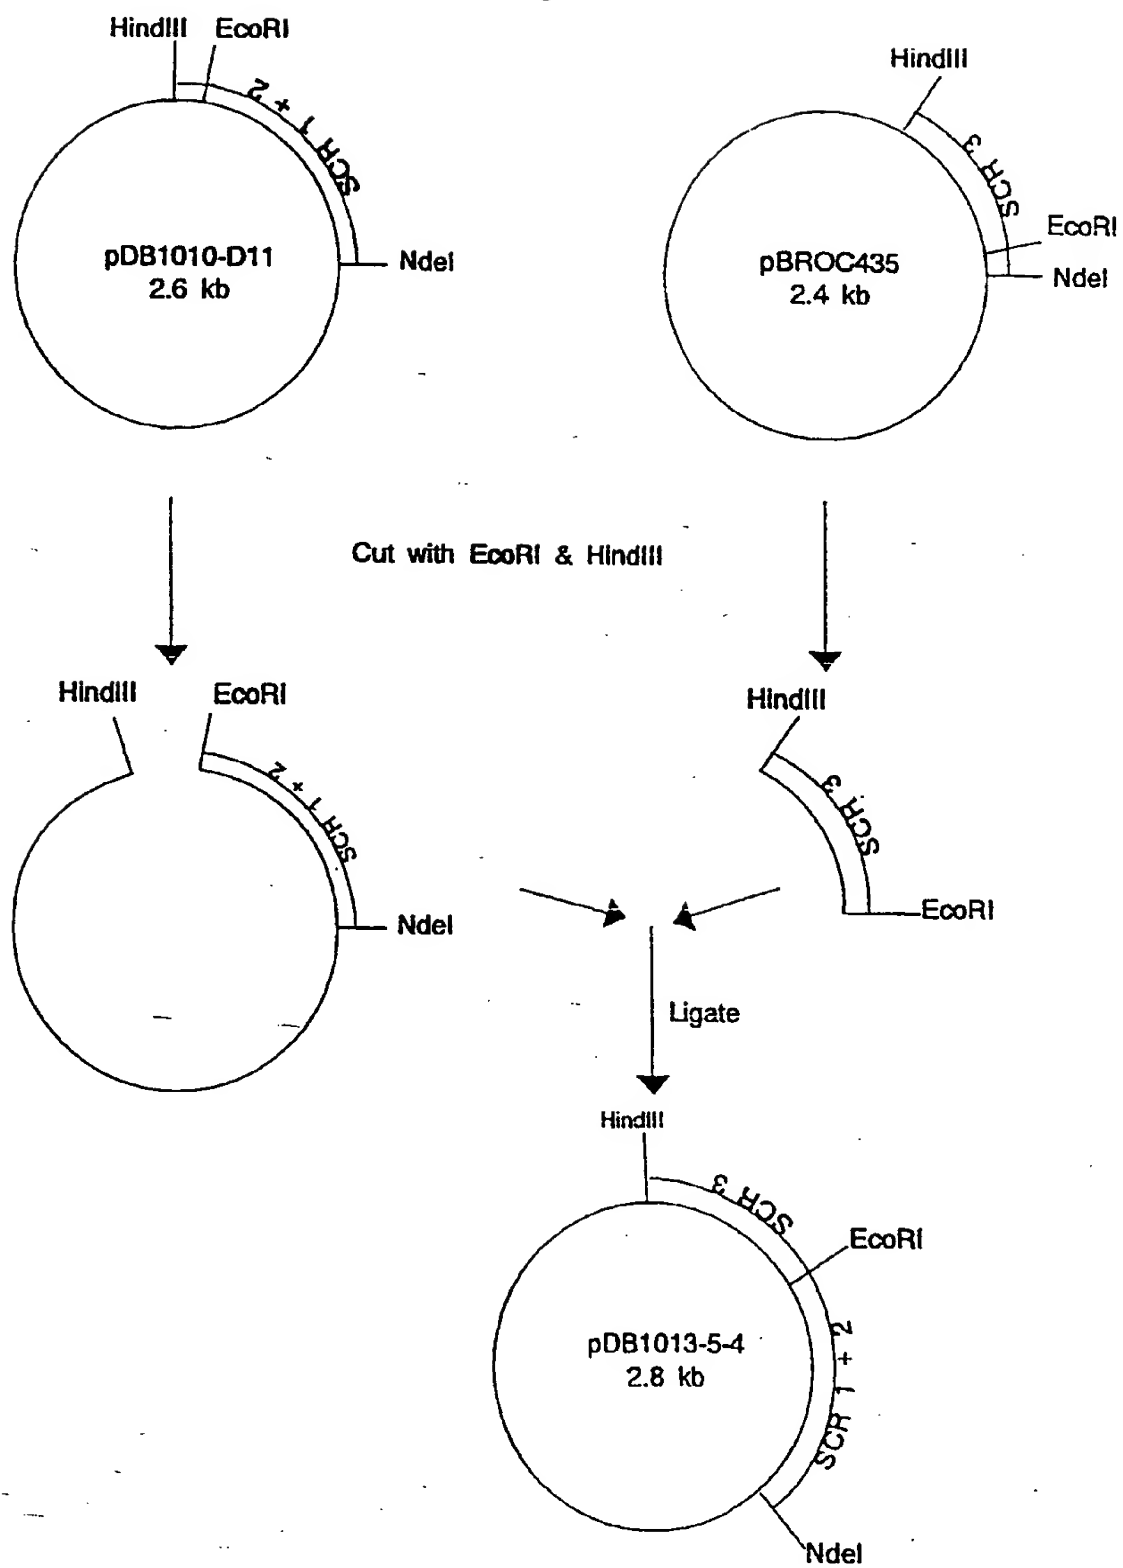 HindIII
EcoRI
SCR 1 + 2
pDB1010-D11
2.6 kb
NdeI
HindIII
SCR 3
EcoRI
pBROC435
2.4 kb
NdeI
Cut with EcoRI & HindIII
HindIII
EcoRI
SCR 1 + 2
NdeI
HindIII
SCR 3
EcoRI
Ligate
HindIII
SCR 3
EcoRI
pDB1013-5-4
2.8 kb
SCR 1 + 2
NdeI